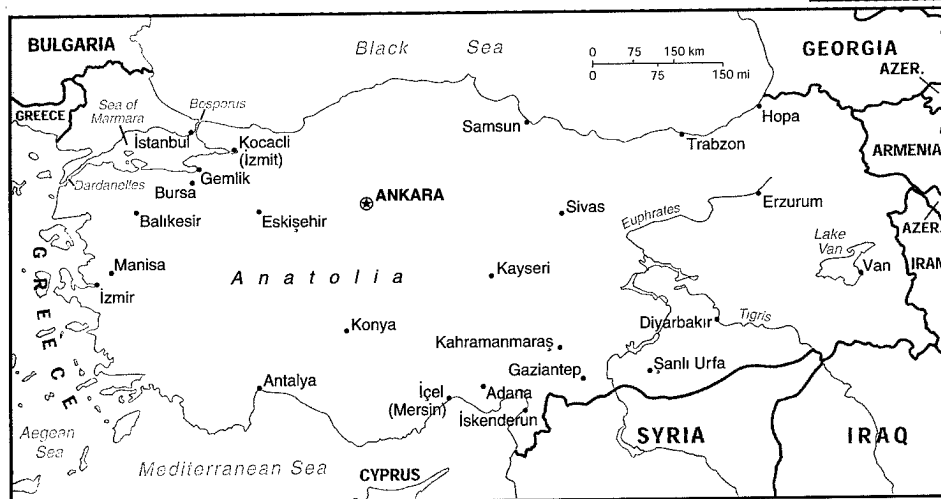 BULGARIA
Black Sea
0 75 150 km
0 75 150 mi
GEORGIA
AZER.
GREECE
Sea of
Marmara
Bosporus
İstanbul
Kocacli
(İzmit)
Samsun
Trabzon
Hopa
ARMENIA
Dardanelles
Gemlik
Bursa
ANKARA
Balıkesir
Eskişehir
Sivas
Euphrates
Erzurum
AZER.
Lake
Van
Van
IRAN
GREECE
Manisa
İzmir
Anatolia
Kayseri
Konya
Diyarbakır
Tigris
Kahramanmaraş
Gaziantep
Şanlı Urfa
Antalya
İçel
(Mersin)
Adana
İskenderun
Aegean
Sea
Mediterranean Sea
CYPRUS
SYRIA
IRAQ